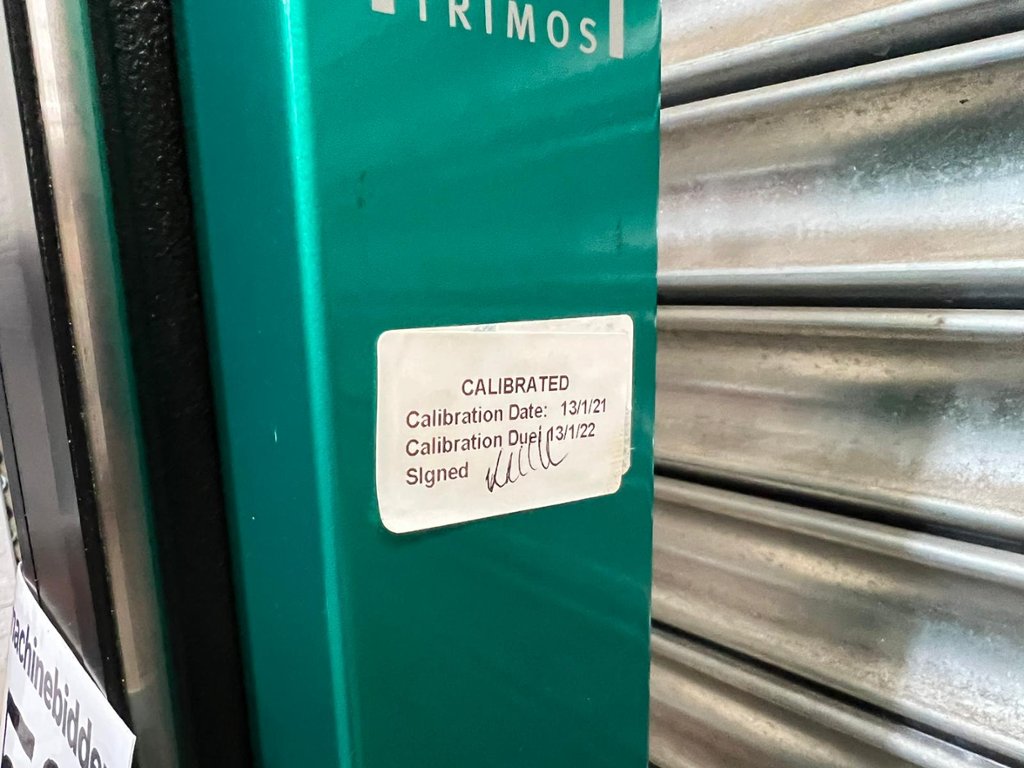 TRIMOS
CALIBRATED
Calibration Date: 13/1/21
Calibration Due: 13/1/22
SIgned